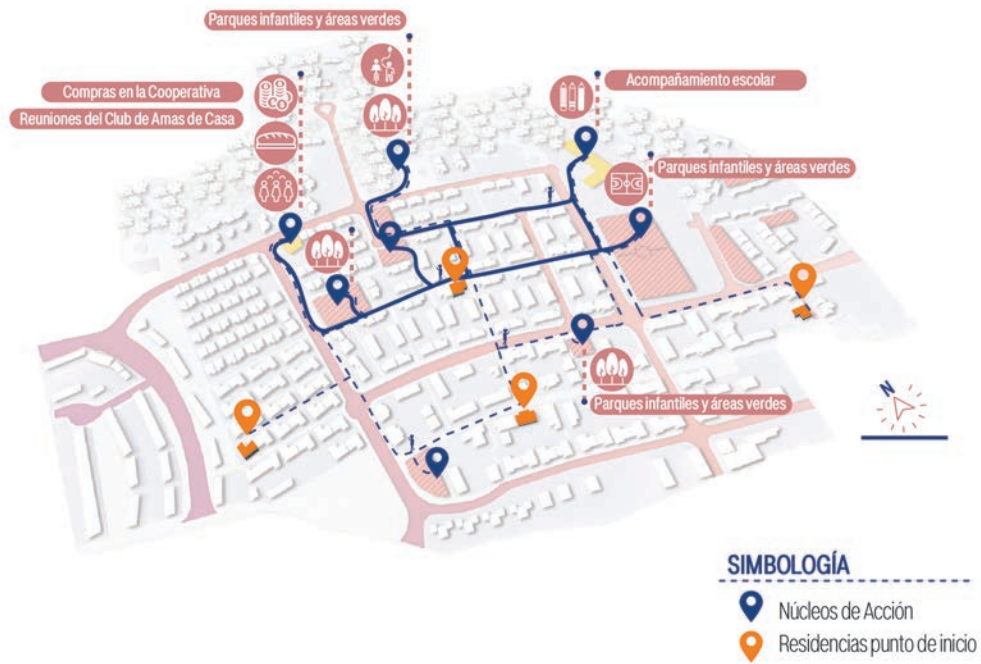 Parques infantiles y áreas verdes
Compras en la Cooperativa
Reuniones del Club de Amas de Casa
Acompañamiento escolar
Parques infantiles y áreas verdes
Parques infantiles y áreas verdes
N
SIMBOLOGÍA
Núcleos de Acción
Residencias punto de inicio